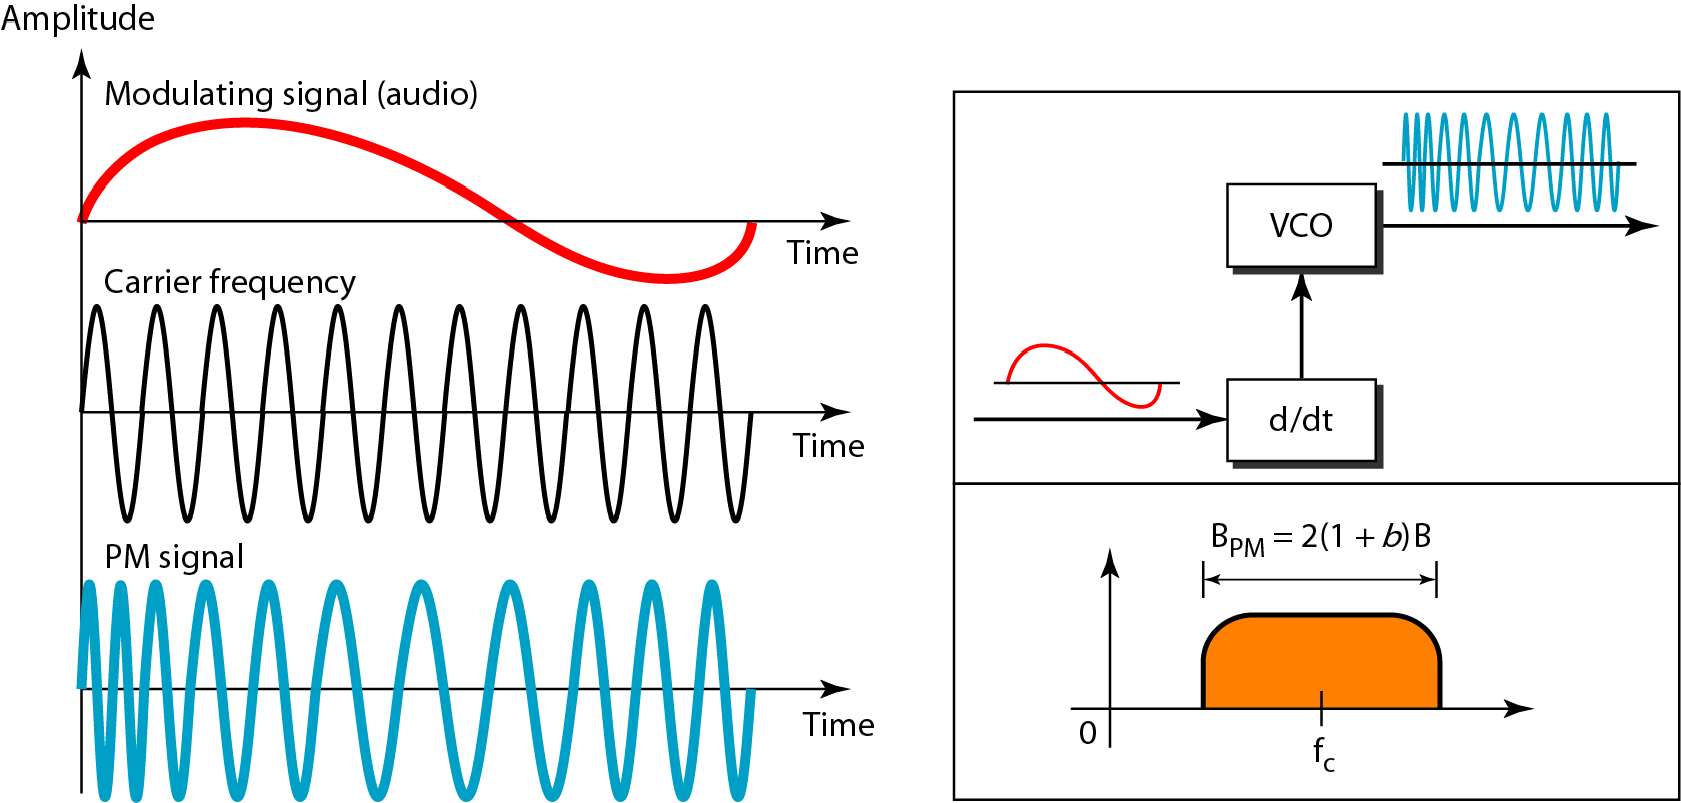 Amplitude
Modulating signal (audio)
Time
Carrier frequency
Time
PM signal
Time
VCO
d/dt
BPM = 2(1 + b)B
0
fc